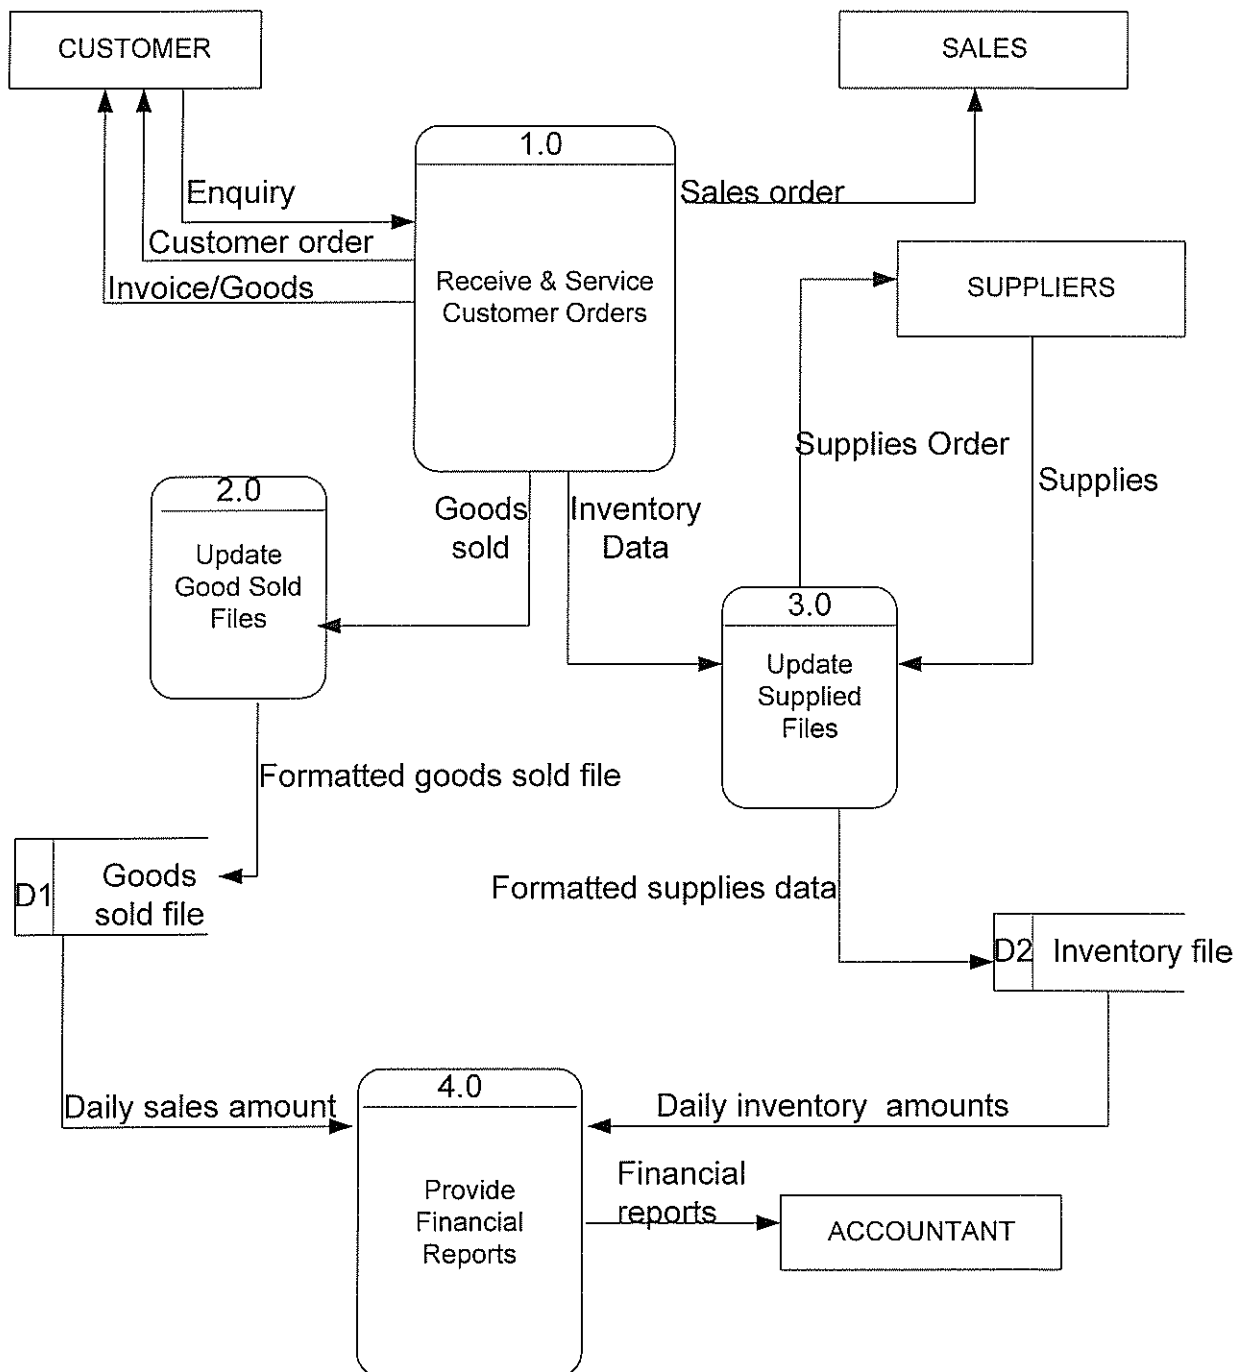 CUSTOMER
SALES
1.0
Enquiry
Sales order
Customer order
Invoice/Goods
Receive & Service
Customer Orders
SUPPLIERS
Supplies Order
Supplies
2.0
Update
Good Sold
Files
Goods
sold
Inventory
Data
3.0
Update
Supplied
Files
Formatted goods sold file
D1
Goods
sold file
Formatted supplies data
D2
Inventory file
4.0
Daily sales amount
Daily inventory amounts
Provide
Financial
Reports
Financial
reports
ACCOUNTANT